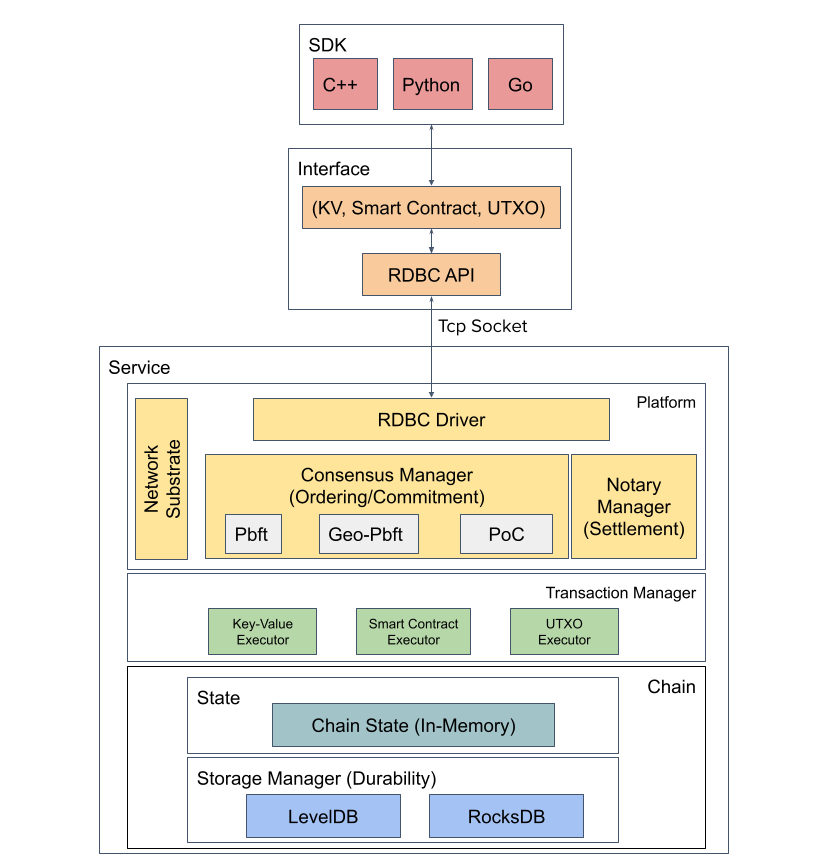 SDK
C++
Python
Go
Interface
(KV, Smart Contract, UTXO)
RDBC API
Tcp Socket
Service
Platform
Network
Substrate
RDBC Driver
Consensus Manager
(Ordering/Commitment)
Pbft
Geo-Pbft
PoC
Notary
Manager
(Settlement)
Transaction Manager
Key-Value
Executor
Smart Contract
Executor
UTXO
Executor
Chain
State
Chain State (In-Memory)
Storage Manager (Durability)
LevelDB
RocksDB